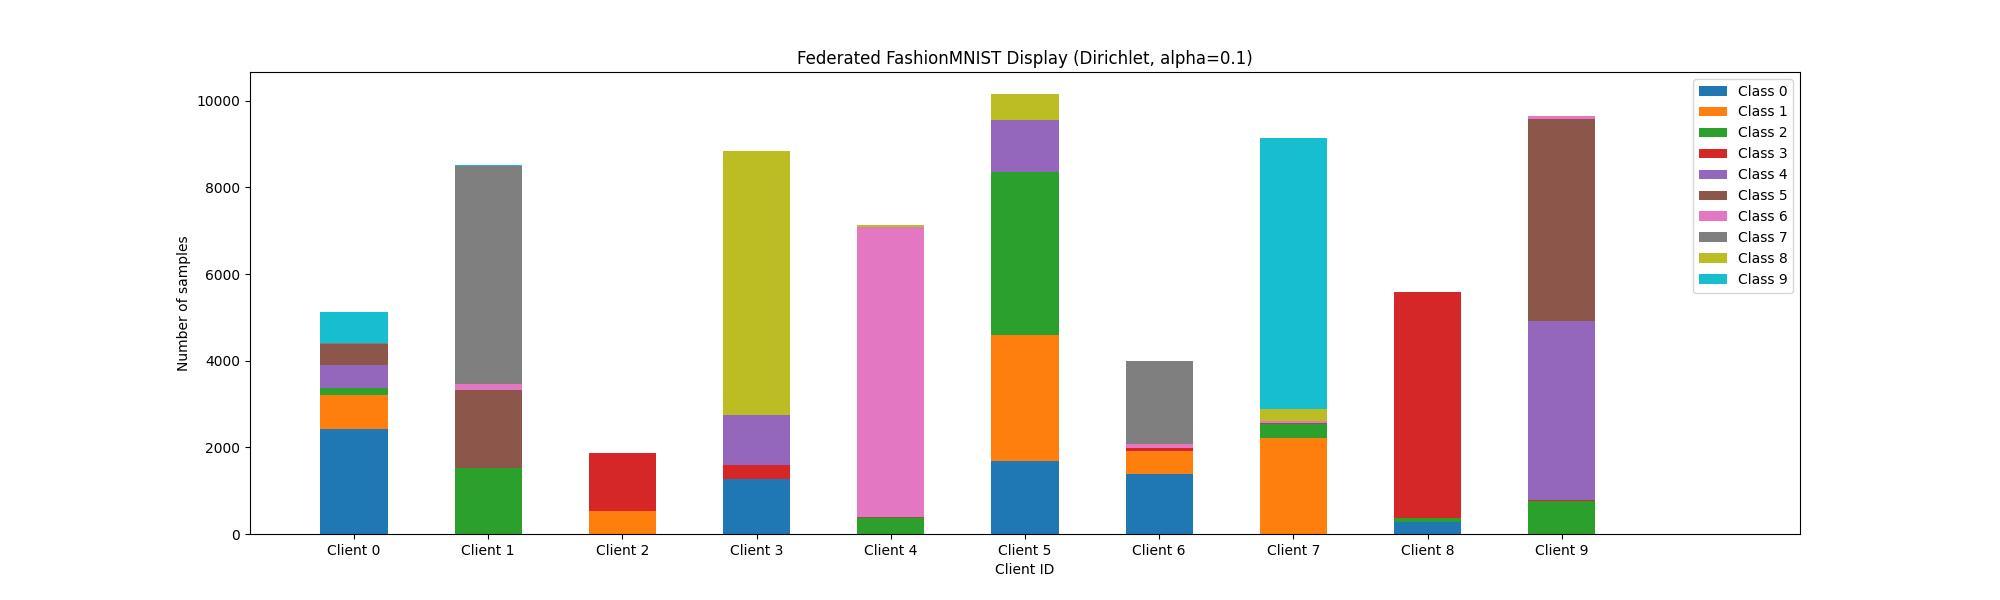 Federated FashionMNIST Display (Dirichlet, alpha=0.1)
Number of samples
10000
8000
6000
4000
2000
0
Class 0
Class 1
Class 2
Class 3
Class 4
Class 5
Class 6
Class 7
Class 8
Class 9
Client 0 Client 1 Client 2 Client 3 Client 4 Client 5 Client 6 Client 7 Client 8 Client 9
Client ID